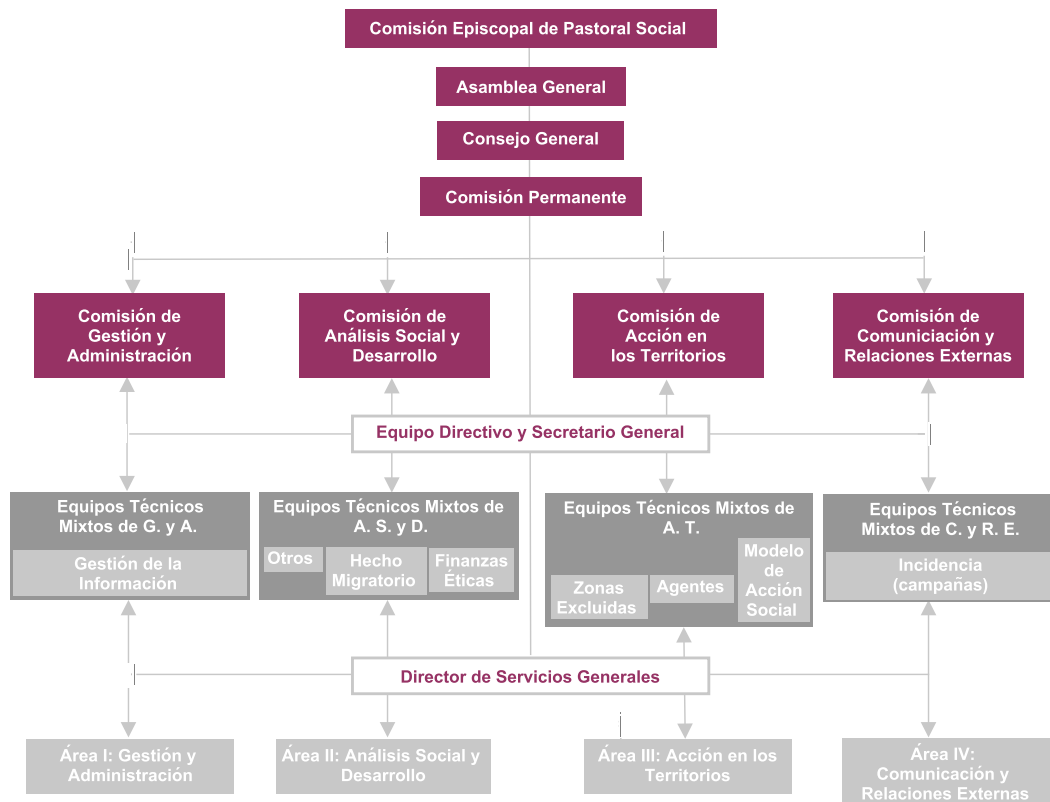 Comisión Episcopal de Pastoral Social
Asamblea General
Consejo General
Comisión Permanente
Comisión de
Gestión y
Administración
Comisión de
Análisis Social y
Desarrollo
Comisión de
Acción en
los Territorios
Comisión de
Comuniciación y
Relaciones Externas
Equipo Directivo y Secretario General
Equipos Técnicos
Mixtos de G. y A.
Gestión de la
Información
Equipos Técnicos Mixtos de
A. S. y D.
Otros
Hecho
Migratorio
Finanzas
Éticas
Equipos Técnicos Mixtos de
A. T.
Zonas
Excluidas
Agentes
Modelo
de
Acción
Social
Equipos Técnicos
Mixtos de C. y R. E.
Incidencia
(campañas)
Director de Servicios Generales
Área I: Gestión y
Administración
Área II: Análisis Social y
Desarrollo
Área III: Acción en los
Territorios
Área IV:
Comunicación y
Relaciones Externas